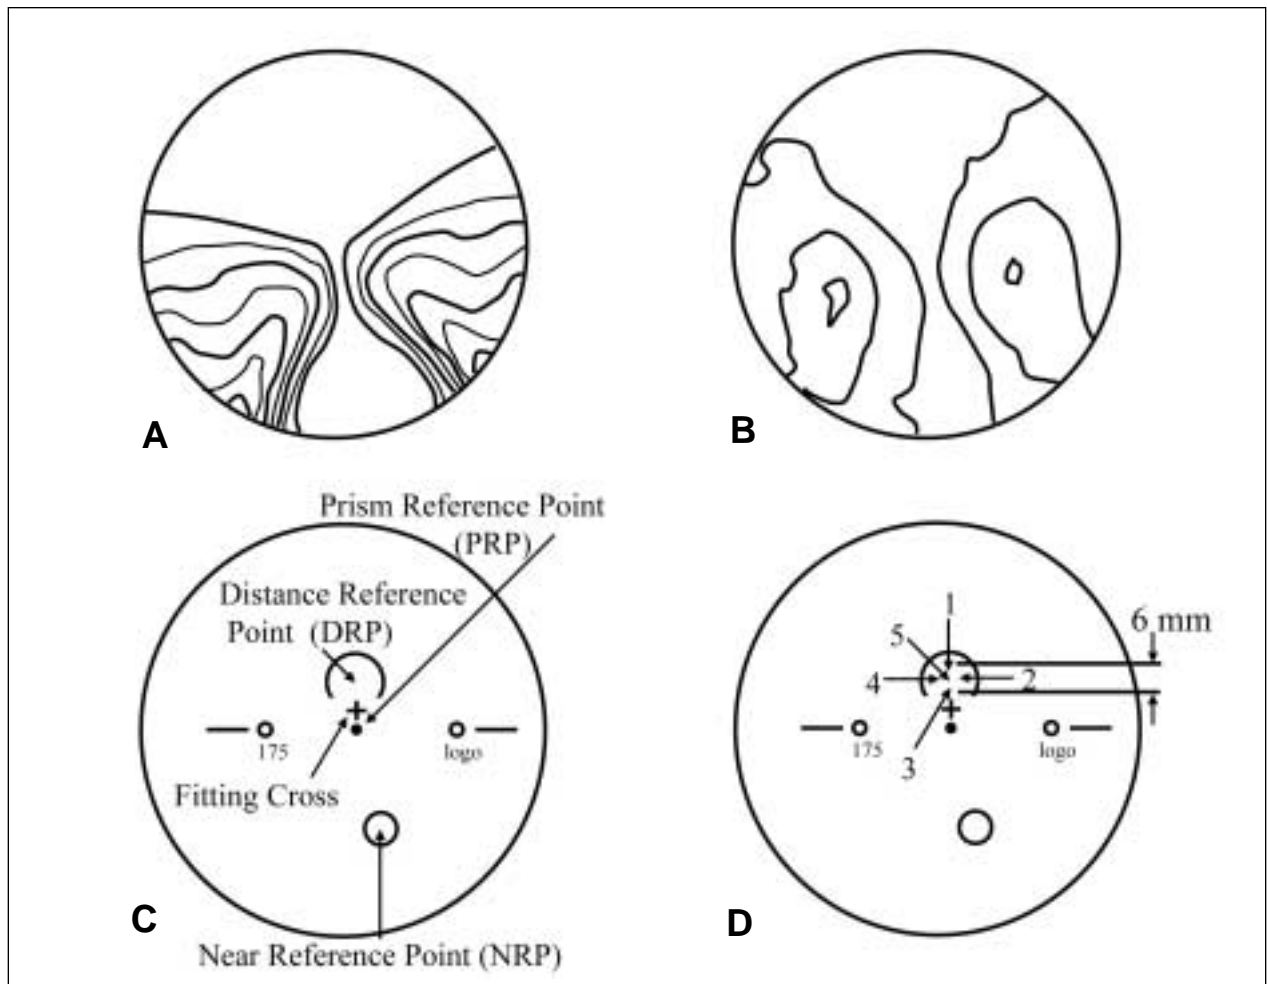 A
B
Prism Reference Point
(PRP)
Distance Reference
Point (DRP)
175
logo
Fitting Cross
C
Near Reference Point (NRP)
1
6 mm
5
4
2
175
logo
3
D